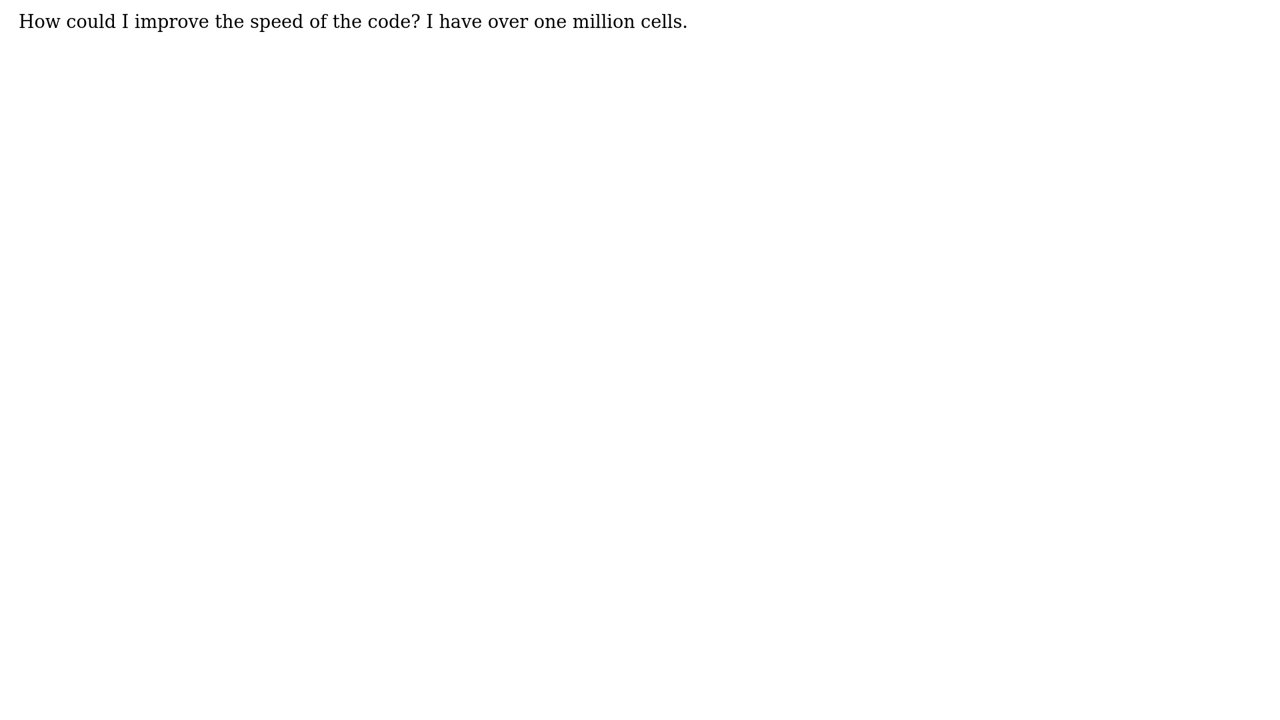 How could I improve the speed of the code? I have over one million cells.